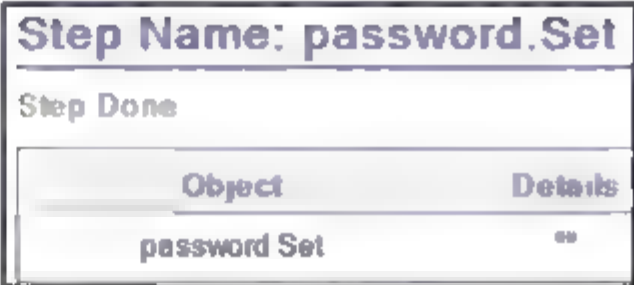 Step Name: password.Set
Step Done
Object Details
password Set ""